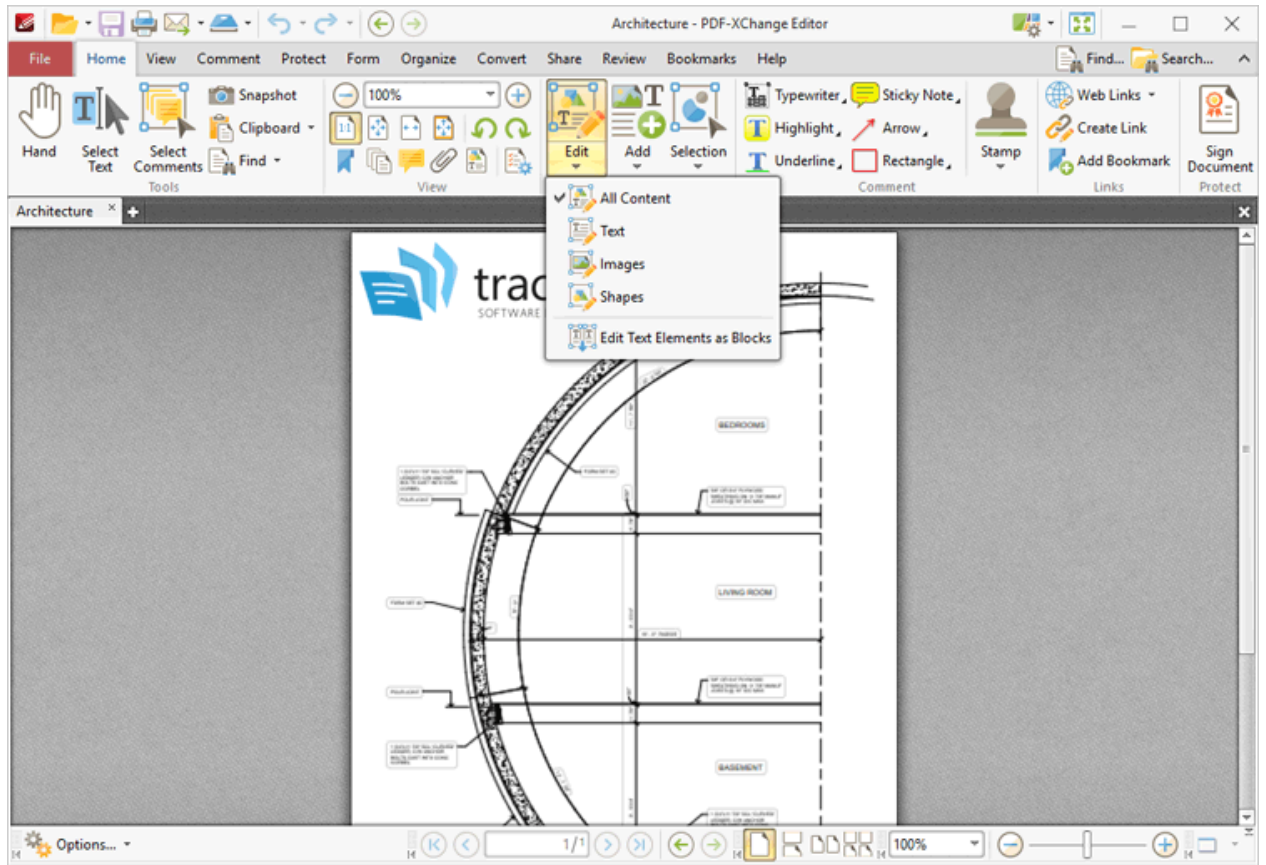 Architecture - PDF-XChange Editor
File Home View Comment Protect Form Organize Convert Share Review Bookmarks Help Find... Search...
Hand
Select Text
Select Comments
Snapshot
Clipboard
Find
Tools
100%
1:1
View
Edit
Add
Selection
Typewriter
Highlight
Underline
Sticky Note
Arrow
Rectangle
Comment
Stamp
Web Links
Create Link
Add Bookmark
Links
Sign Document
Protect
Architecture
All Content
Text
Images
Shapes
Edit Text Elements as Blocks
trac
SOFTWARE
BEDROOMS
LIVING ROOM
BASEMENT
Options...
1/1
100%